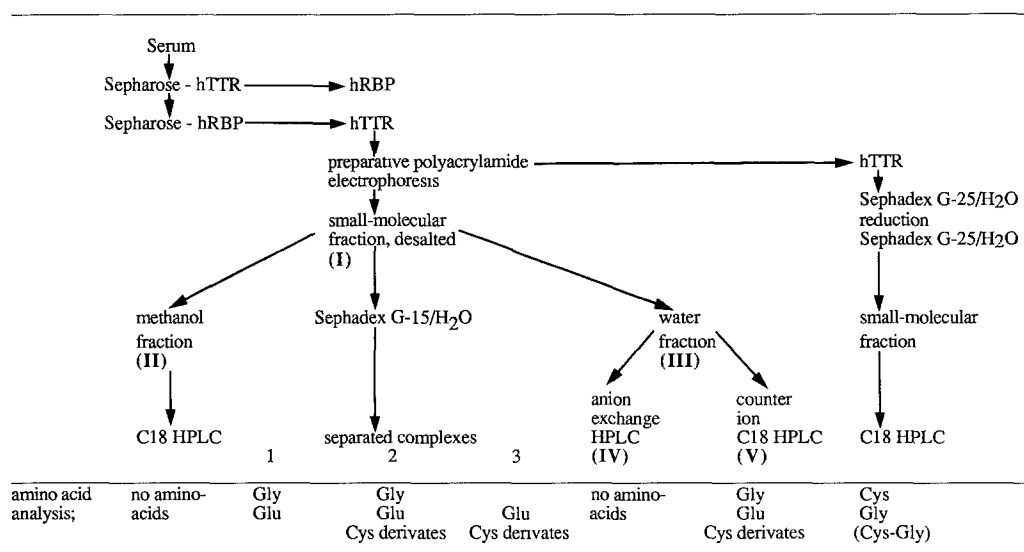 Serum
Sepharose - hTTR hRBP
Sepharose - hRBP hTTR
preparative polyacrylamide hTTR
electrophoresis
Sephadex G-25/H2O
small-molecular reduction
fraction, desalted Sephadex G-25/H2O
(I)
methanol Sephadex G-15/H2O water small-molecular
fraction fraction fraction
(II) (III)
anion counter
exchange ion
C18 HPLC separated complexes HPLC C18 HPLC C18 HPLC
1 2 3 (IV) (V)
amino acid no amino- Gly Gly no amino- Gly Cys
analysis; acids Glu Glu Glu acids Glu Gly
Cys derivates Cys derivates Cys derivates (Cys-Gly)